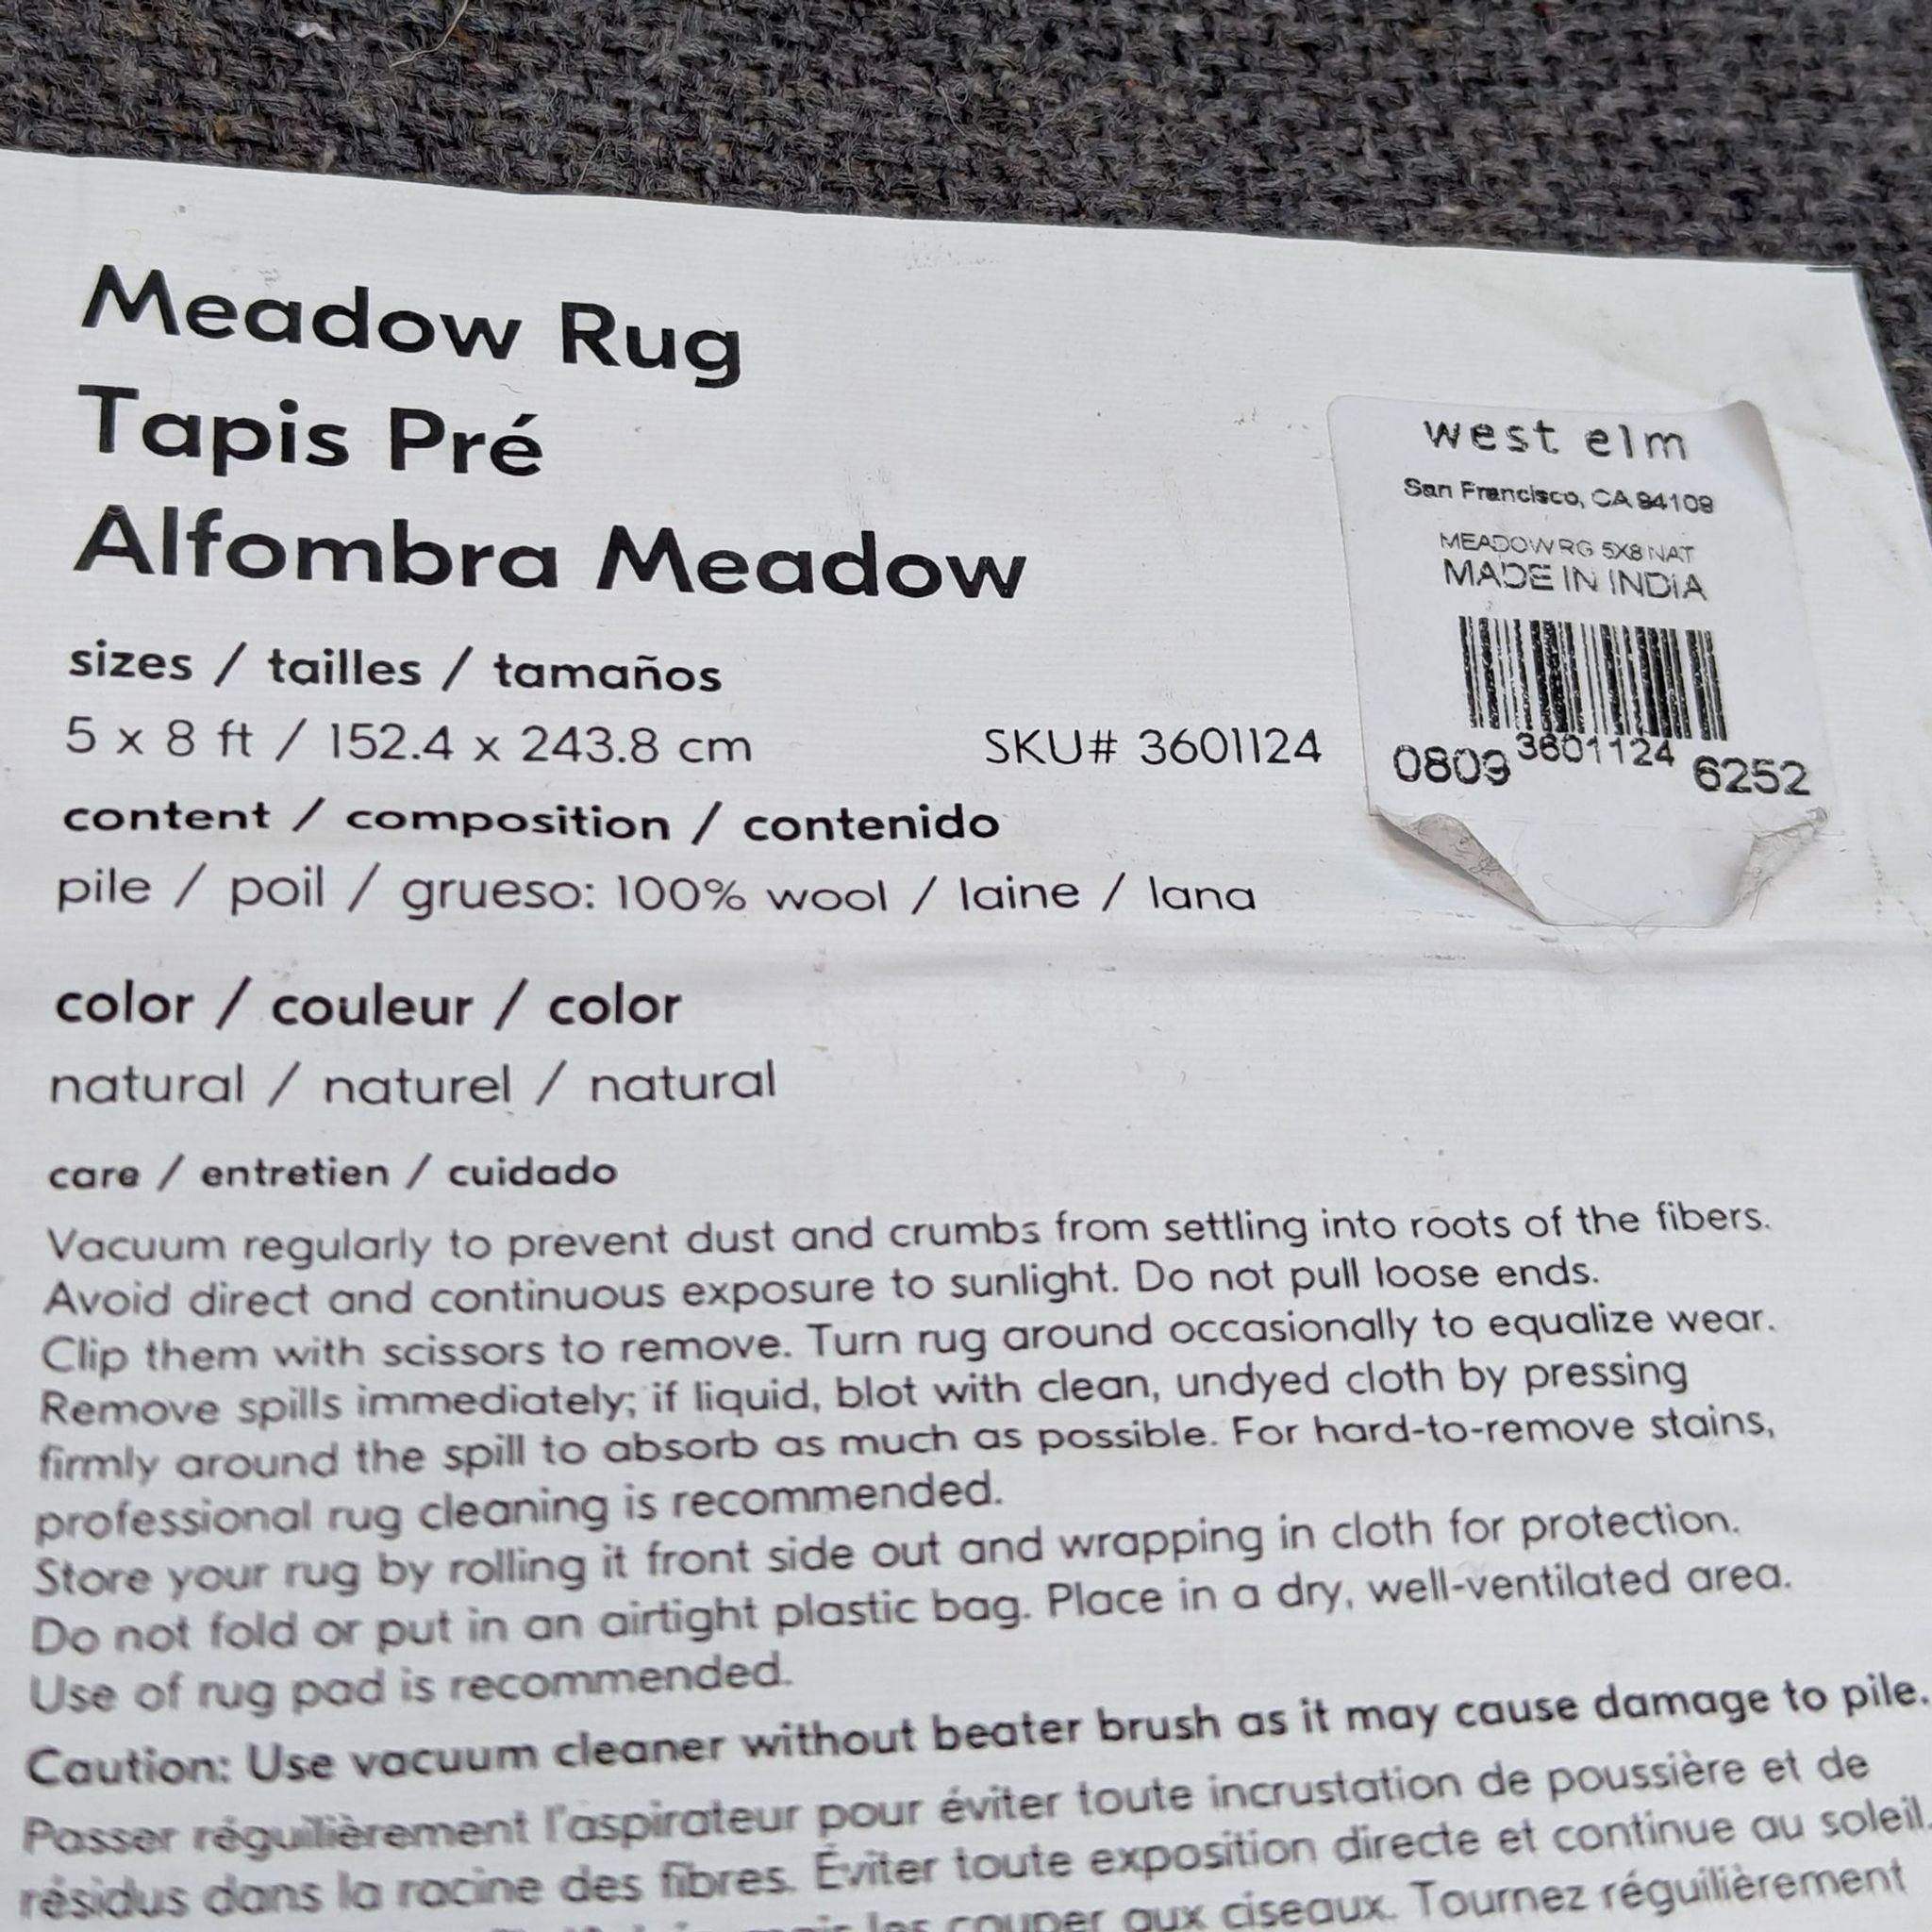 Meadow Rug
Tapis Pré
Alfombra Meadow
sizes / tailles / tamaños
5 x 8 ft / 152.4 x 243.8 cm
SKU# 3601124
content / composition / contenido
pile / poil / grueso: 100% wool / laine / lana
color / couleur / color
natural / naturel / natural
care / entretien / cuidado
Vacuum regularly to prevent dust and crumbs from settling into roots of the fibers.
Avoid direct and continuous exposure to sunlight. Do not pull loose ends.
Clip them with scissors to remove. Turn rug around occasionally to equalize wear.
Remove spills immediately; if liquid, blot with clean, undyed cloth by pressing
firmly around the spill to absorb as much as possible. For hard-to-remove stains,
professional rug cleaning is recommended.
Store your rug by rolling it front side out and wrapping in cloth for protection.
Do not fold or put in an airtight plastic bag. Place in a dry, well-ventilated area.
Use of rug pad is recommended.
Caution: Use vacuum cleaner without beater brush as it may cause damage to pile.
Passer réguilièrement l'aspirateur pour éviter toute incrustation de poussière et de
résidus dans la racine des fibres. Éviter toute exposition directe et continue au soleil.
les couper aux ciseaux. Tournez réguilièrement
west elm
San Francisco, CA 94109
MEADOW RG 5X8 NAT
MADE IN INDIA
0809 3601124 6252